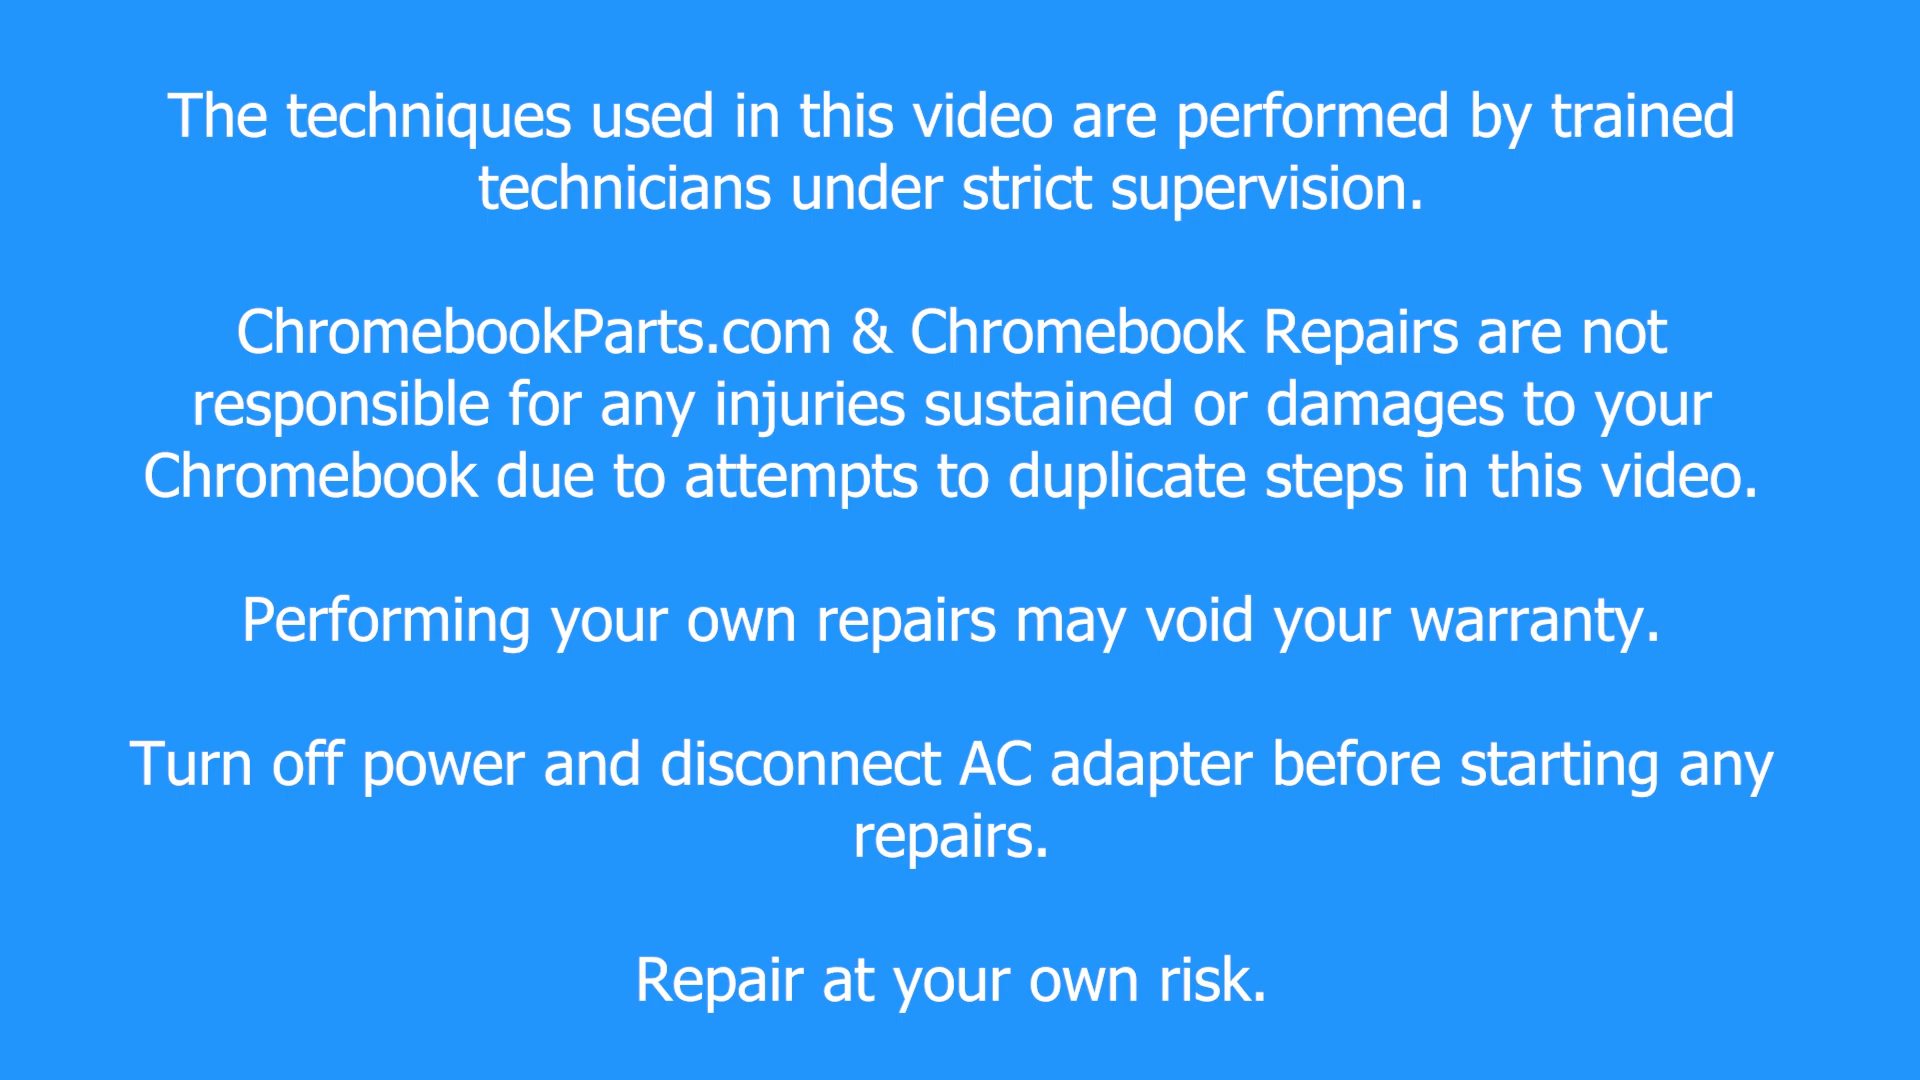 The techniques used in this video are performed by trained
technicians under strict supervision.
ChromebookParts.com & Chromebook Repairs are not
responsible for any injuries sustained or damages to your
Chromebook due to attempts to duplicate steps in this video.
Performing your own repairs may void your warranty.
Turn off power and disconnect AC adapter before starting any
repairs.
Repair at your own risk.